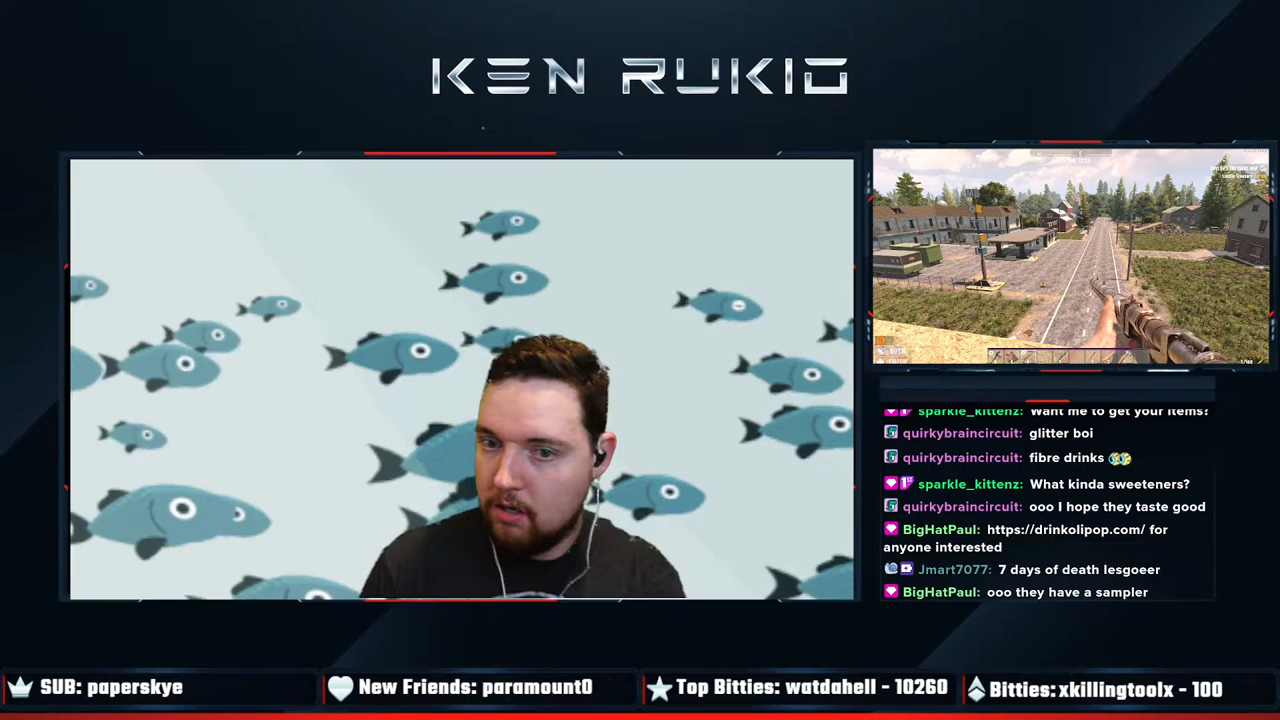 KEN RUKIO
sparkle_kittenz: Want me to get your items?
quirkybraincircuit: glitter boi
quirkybraincircuit: fibre drinks
sparkle_kittenz: What kinda sweeteners?
quirkybraincircuit: ooo I hope they taste good
BigHatPaul: https://drinkolipop.com/ for
anyone interested
Jmart7077: 7 days of death lesgoeer
BigHatPaul: ooo they have a sampler
SUB: paperskye
New Friends: paramount0
Top Bitties: watdahell - 10260
Bitties: xkillingtoolx - 100